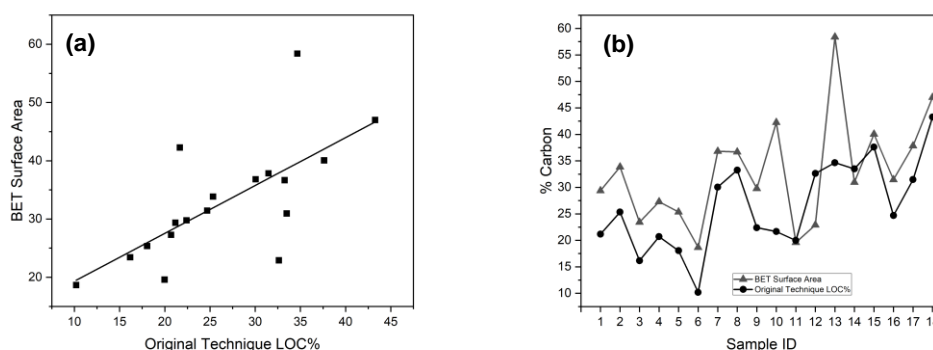 (a)
BET Surface Area
60
50
40
30
20
10 15 20 25 30 35 40 45
Original Technique LOC%
(b)
% Carbon
60
55
50
45
40
35
30
25
20
15
10
BET Surface Area
Original Technique LOC%
1 2 3 4 5 6 7 8 9 10 11 12 13 14 15 16 17
Sample ID